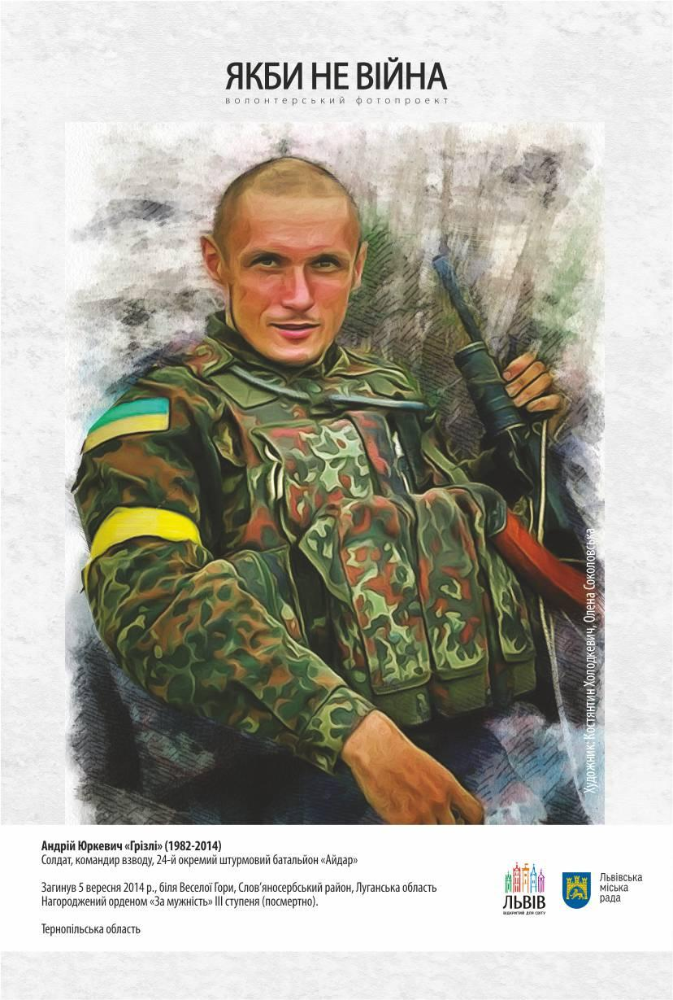 ЯКБИ НЕ ВІЙНА
волонтерський фотопроект
Художник: Костянтин Холодкевич, Олена Соколовська
Андрій Юркевич «Грізлі» (1982-2014)
Солдат, командир взводу, 24-й окремий штурмовий батальйон «Айдар»
Загинув 5 вересня 2014 р., біля Веселої Гори, Слов’яносербський район, Луганська область
Нагороджений орденом «За мужність» III ступеня (посмертно).
Тернопільська область
ЛЬВІВ
ВІДКРИТИЙ ДЛЯ СВІТУ
Львівська
міська
рада